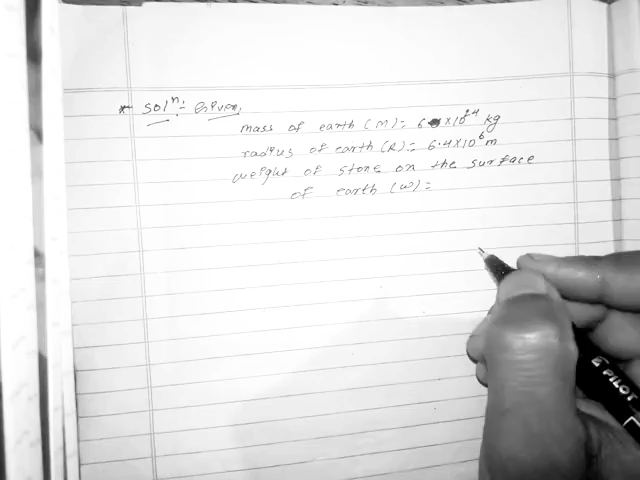 * Solⁿ:- Given,
mass of earth (M) = 6 × 10²⁴ kg
radius of earth (R) = 6.4 × 10⁶ m
weight of stone on the surface
of earth (W) =
PILOT